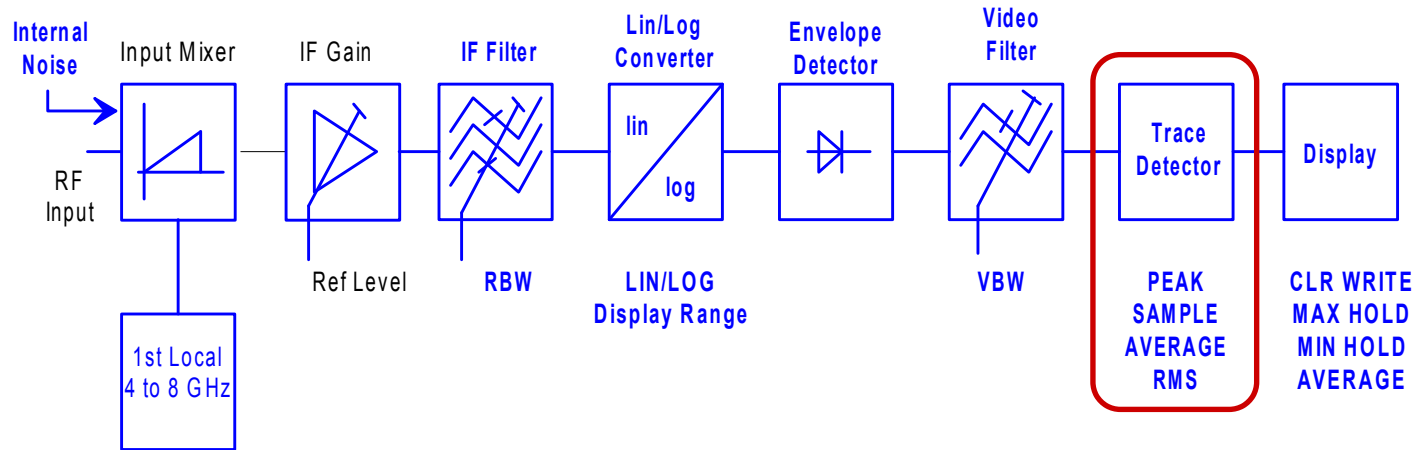 Internal
Noise
Input Mixer
IF Gain
IF Filter
Lin/Log
Converter
Envelope
Detector
Video
Filter
RF
Input
lin
log
Trace
Detector
Display
Ref Level
RBW
LIN/LOG
Display Range
VBW
PEAK
SAMPLE
AVERAGE
RMS
CLR WRITE
MAX HOLD
MIN HOLD
AVERAGE
1st Local
4 to 8 GHz